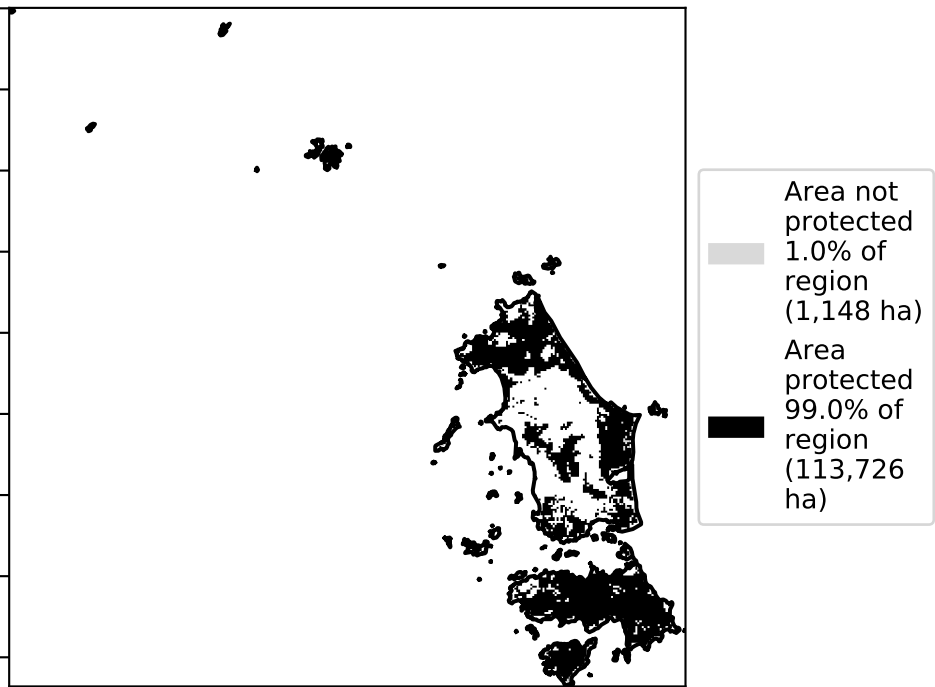 Area not
protected
1.0% of
region
(1,148 ha)
Area
protected
99.0% of
region
(113,726
ha)